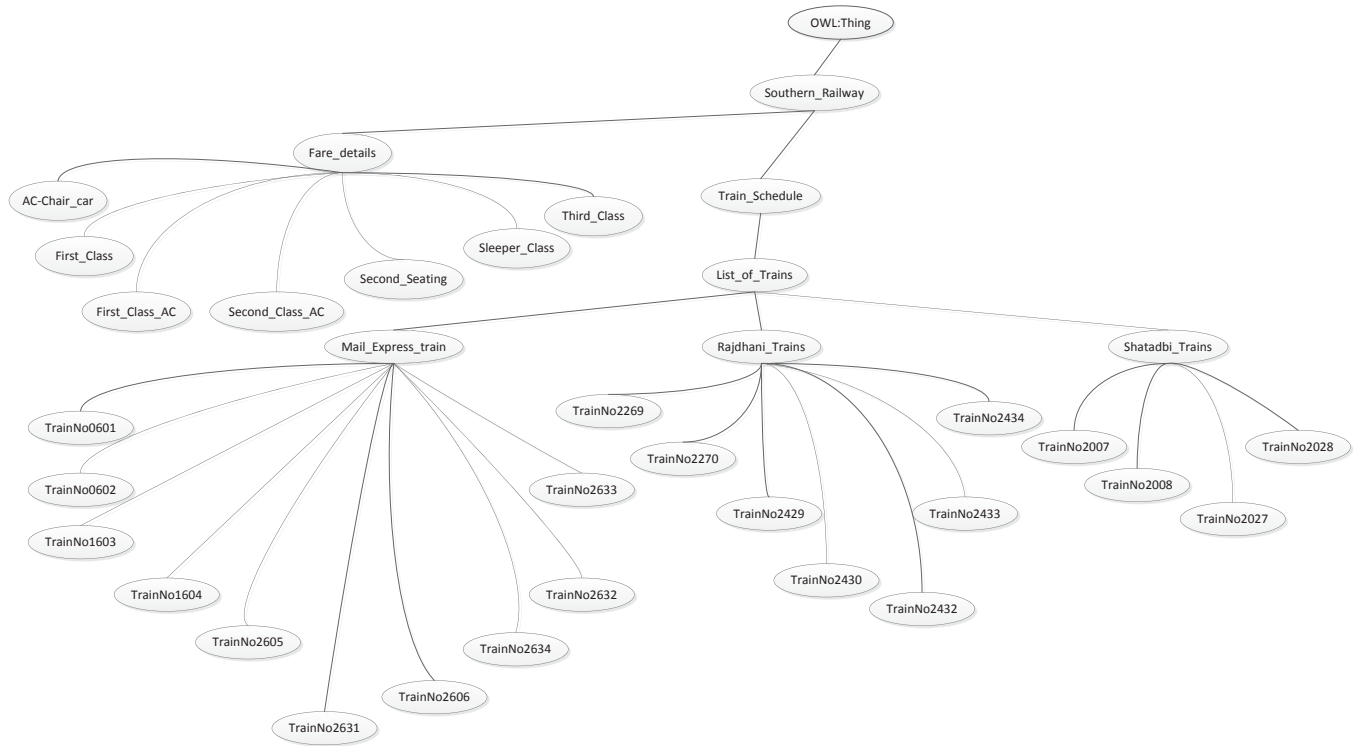 OWL:Thing
Southern_Railway
Fare_details
AC-Chair_car
Train_Schedule
Third_Class
First_Class
Sleeper_Class
Second_Seating
List_of_Trains
First_Class_AC
Second_Class_AC
Mail_Express_train
Rajdhani_Trains
Shatadbi_Trains
TrainNo0601
TrainNo2269
TrainNo2434
TrainNo2007
TrainNo2028
TrainNo2270
TrainNo0602
TrainNo2633
TrainNo2008
TrainNo2429
TrainNo2433
TrainNo2027
TrainNo1603
TrainNo2430
TrainNo1604
TrainNo2632
TrainNo2432
TrainNo2605
TrainNo2634
TrainNo2606
TrainNo2631